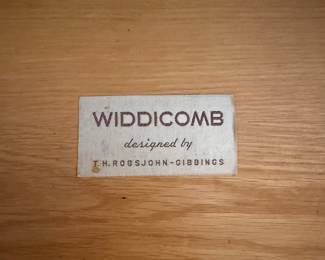 WIDDICOMB
designed by
T.H. ROBSJOHN-GIBBINGS